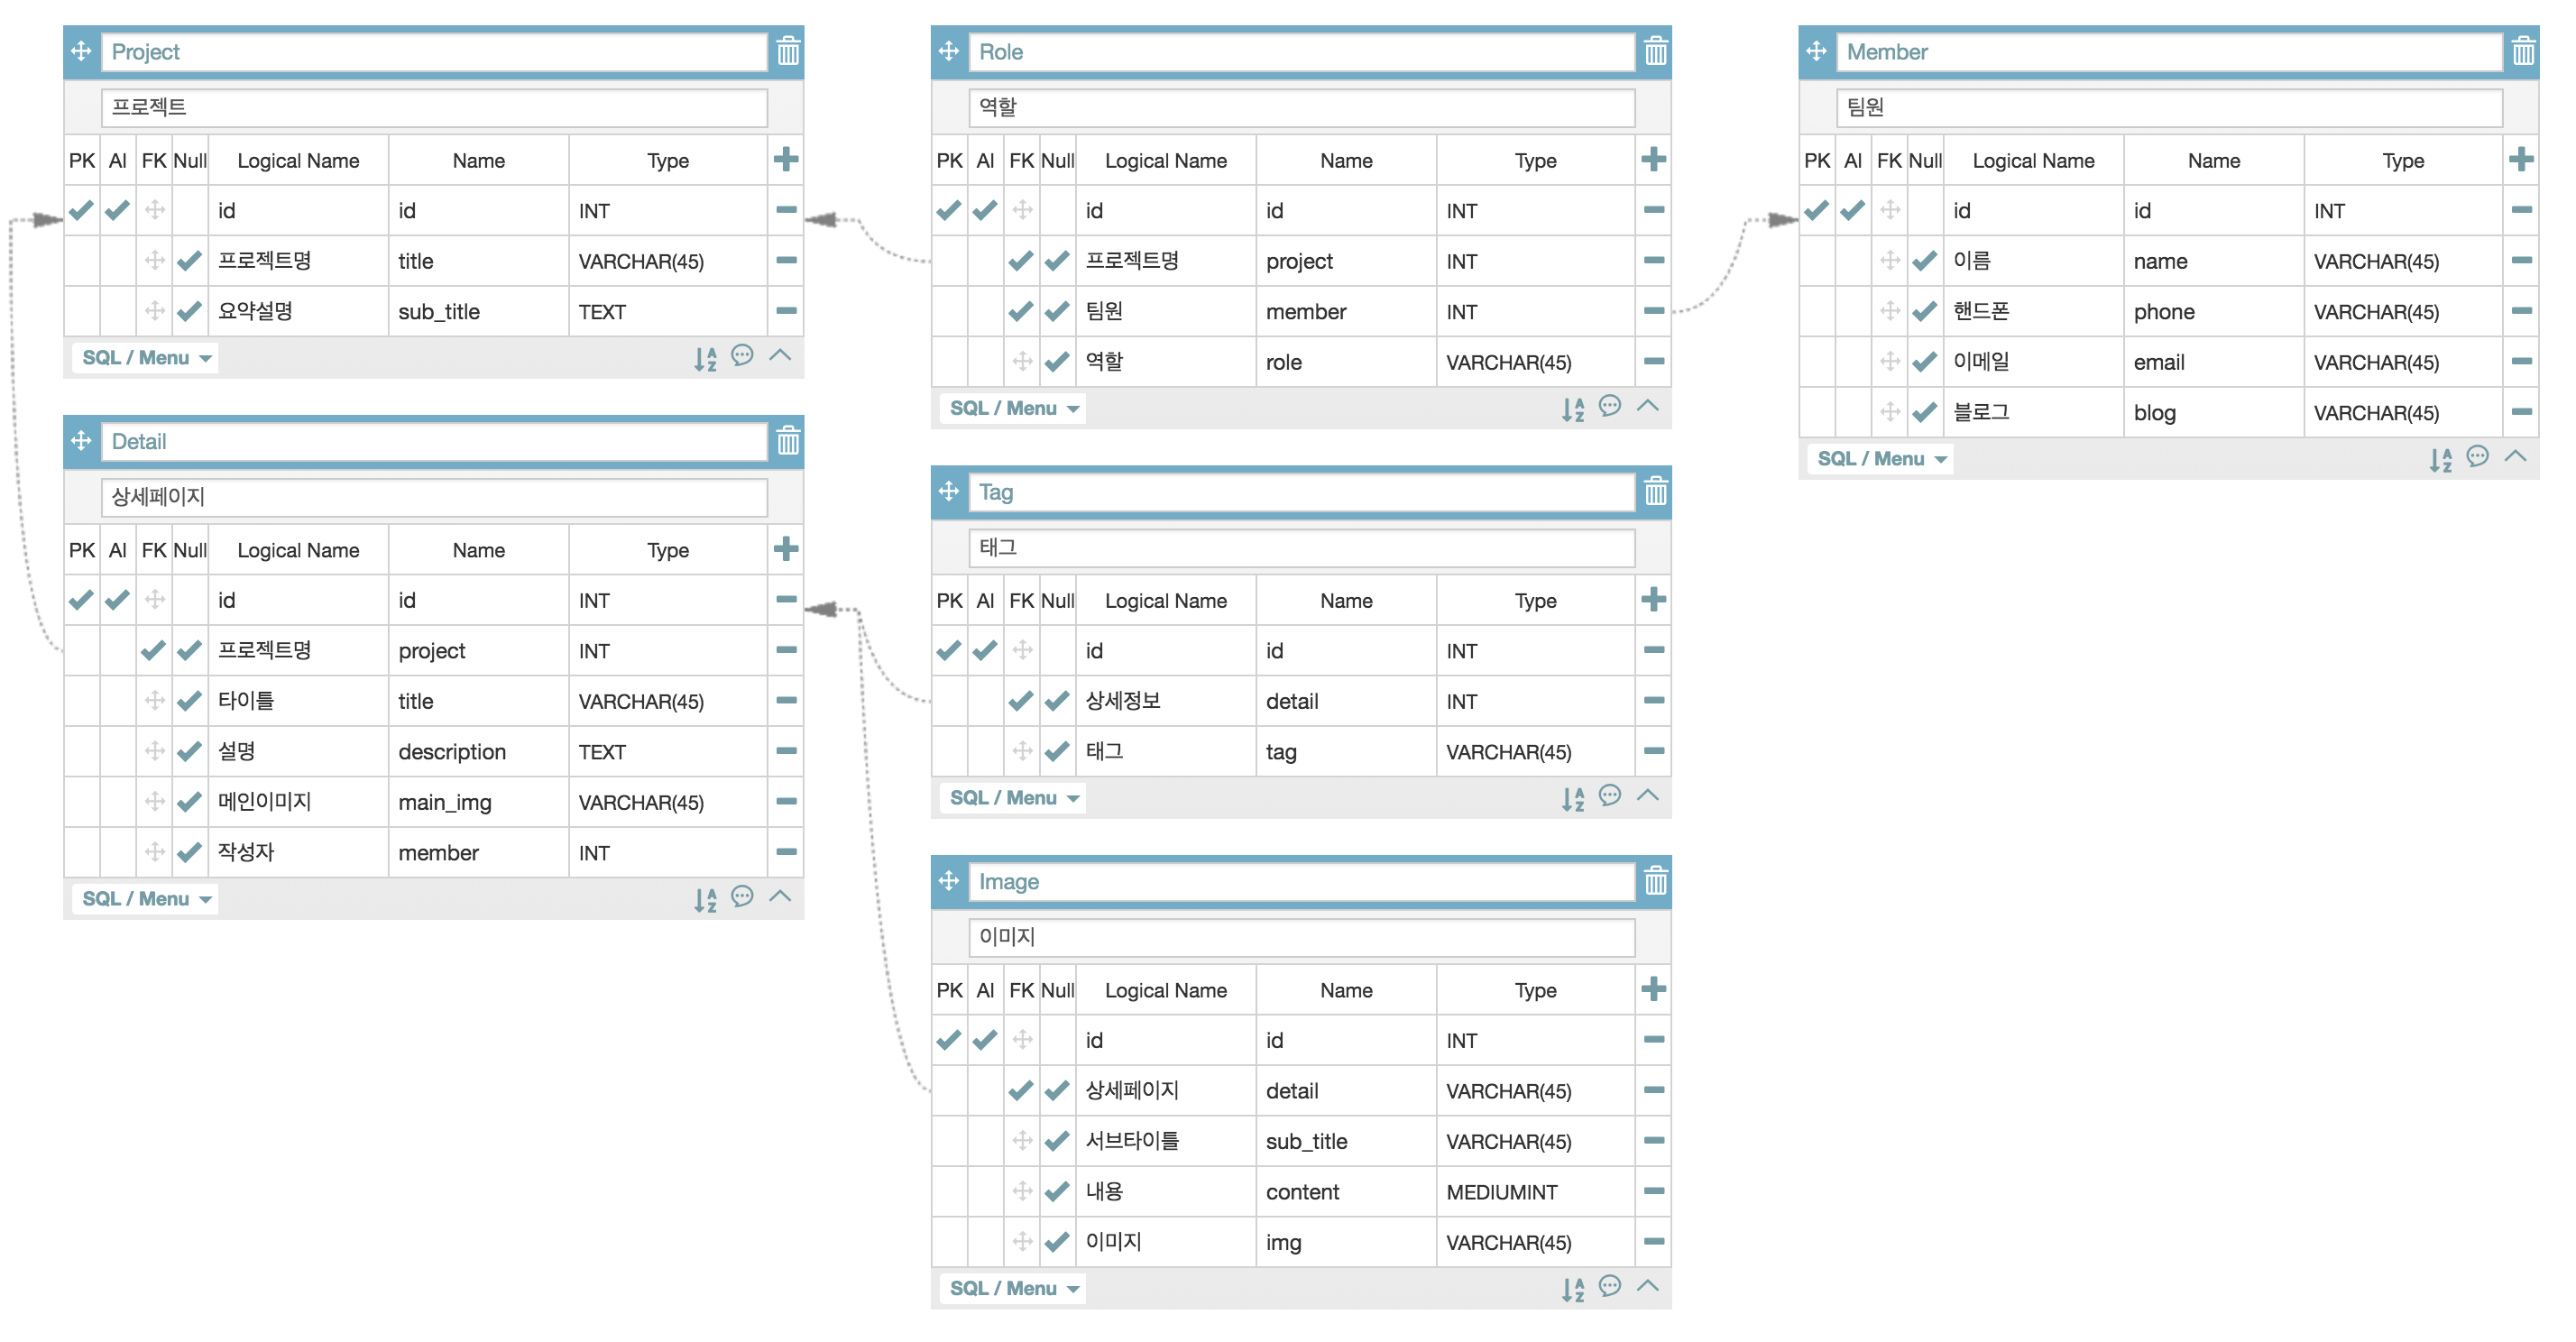 Project
프로젝트
PK AI FK Null Logical Name Name Type
id id INT
프로젝트명 title VARCHAR(45)
요약설명 sub_title TEXT
SQL / Menu
Detail
상세페이지
PK AI FK Null Logical Name Name Type
id id INT
프로젝트명 project INT
타이틀 title VARCHAR(45)
설명 description TEXT
메인이미지 main_img VARCHAR(45)
작성자 member INT
SQL / Menu
Role
역할
PK AI FK Null Logical Name Name Type
id id INT
프로젝트명 project INT
팀원 member INT
역할 role VARCHAR(45)
SQL / Menu
Tag
태그
PK AI FK Null Logical Name Name Type
id id INT
상세정보 detail INT
태그 tag VARCHAR(45)
SQL / Menu
Image
이미지
PK AI FK Null Logical Name Name Type
id id INT
상세페이지 detail VARCHAR(45)
서브타이틀 sub_title VARCHAR(45)
내용 content MEDIUMINT
이미지 img VARCHAR(45)
SQL / Menu
Member
팀원
PK AI FK Null Logical Name Name Type
id id INT
이름 name VARCHAR(45)
핸드폰 phone VARCHAR(45)
이메일 email VARCHAR(45)
블로그 blog VARCHAR(45)
SQL / Menu